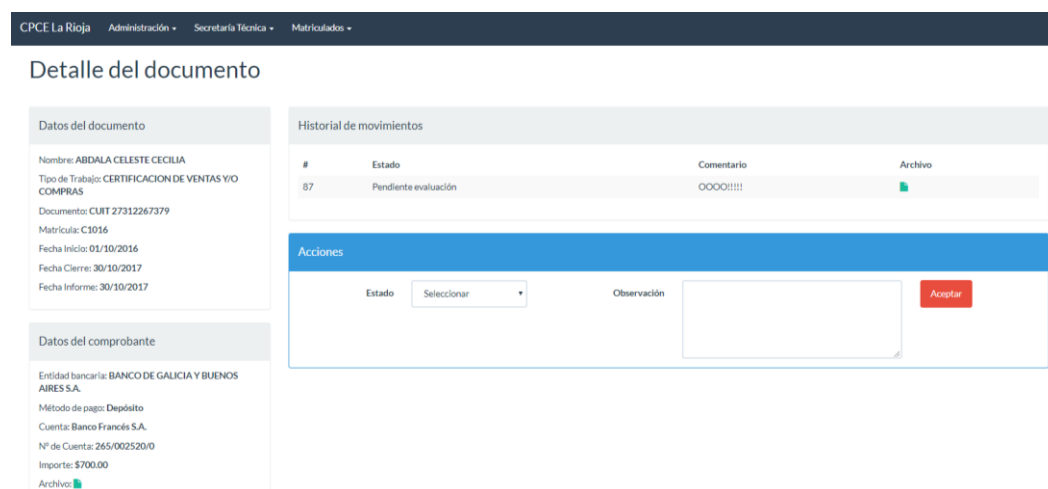 CPCE La Rioja Administración Secretaría Técnica Matriculados
Detalle del documento
Datos del documento
Nombre: ABDALA CELESTE CECILIA
Tipo de Trabajo: CERTIFICACION DE VENTAS Y/O
COMPRAS
Documento: CUIT 27312267379
Matrícula: C1016
Fecha Inicio: 01/10/2016
Fecha Cierre: 30/10/2017
Fecha Informe: 30/10/2017
Datos del comprobante
Entidad bancaria: BANCO DE GALICIA Y BUENOS
AIRES S.A.
Método de pago: Depósito
Cuenta: Banco Francés S.A.
Nº de Cuenta: 265/002520/0
Importe: $700.00
Archivo:
Historial de movimientos
# Estado Comentario Archivo
87 Pendiente evaluación OOOO!!!!!
Acciones
Estado Seleccionar Observación Aceptar